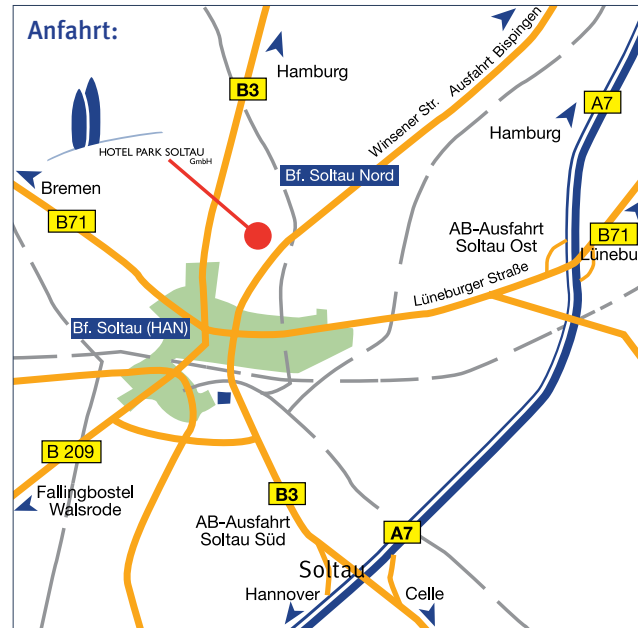 Anfahrt:
Hamburg
B3
Winsener Str.
Ausfahrt Bispingen
A7
Hamburg
HOTEL PARK SOLTAU
GmbH
Bf. Soltau Nord
Bremen
B71
AB-Ausfahrt
Soltau Ost
B71
Lünebu
Lüneburger Straße
Bf. Soltau (HAN)
B 209
Fallingbostel
Walsrode
B3
AB-Ausfahrt
Soltau Süd
A7
Soltau
Hannover
Celle